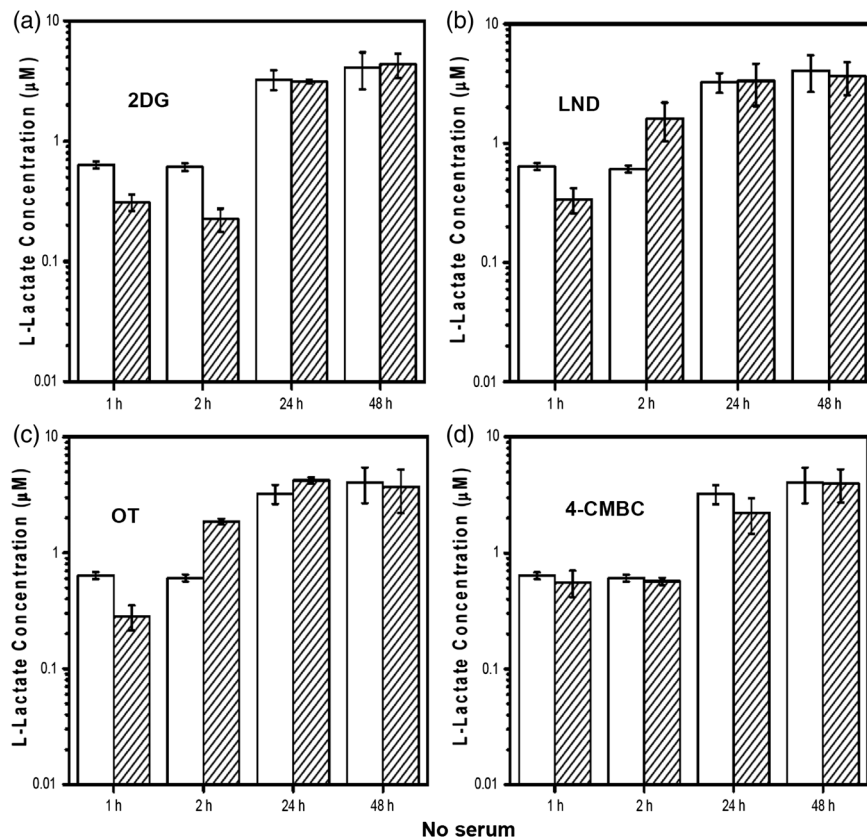 (a)
10
1
0.1
0.01
L-Lactate Concentration (μM)
2DG
1 h 2 h 24 h 48 h
(b)
10
1
0.1
0.01
L-Lactate Concentration (μM)
LND
1 h 2 h 24 h 48 h
(c)
10
1
0.1
0.01
L-Lactate Concentration (μM)
OT
1 h 2 h 24 h 48 h
(d)
10
1
0.1
0.01
L-Lactate Concentration (μM)
4-CMBC
1 h 2 h 24 h 48 h
No serum